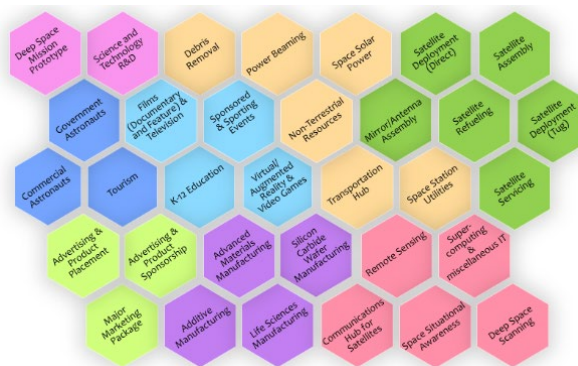 Deep Space
Mission
Prototype
Science and
Technology
R&D
Debris
Removal
Power Beaming
Space Solar
Power
Satellite
Deployment
(Direct)
Satellite
Assembly
Government
Astronauts
Films
(Documentary
and Feature) &
Television
Sponsored
& Sporting
Events
Non-Terrestrial
Resources
Mirror/Antenna
Assembly
Satellite
Refueling
Satellite
Deployment
(Tug)
Commercial
Astronauts
Tourism
K-12 Education
Virtual/
Augmented
Reality &
Video Games
Transportation
Hub
Space Station
Utilities
Satellite
Servicing
Advertising &
Product
Placement
Advertising &
Product
Sponsorship
Advanced
Materials
Manufacturing
Silicon
Carbide
Wafer
Manufacturing
Remote Sensing
Super-
computing
&
miscellaneous IT
Major
Marketing
Package
Additive
Manufacturing
Life Sciences
Manufacturing
Communications
Hub for
Satellites
Space Situational
Awareness
Deep Space
Scanning